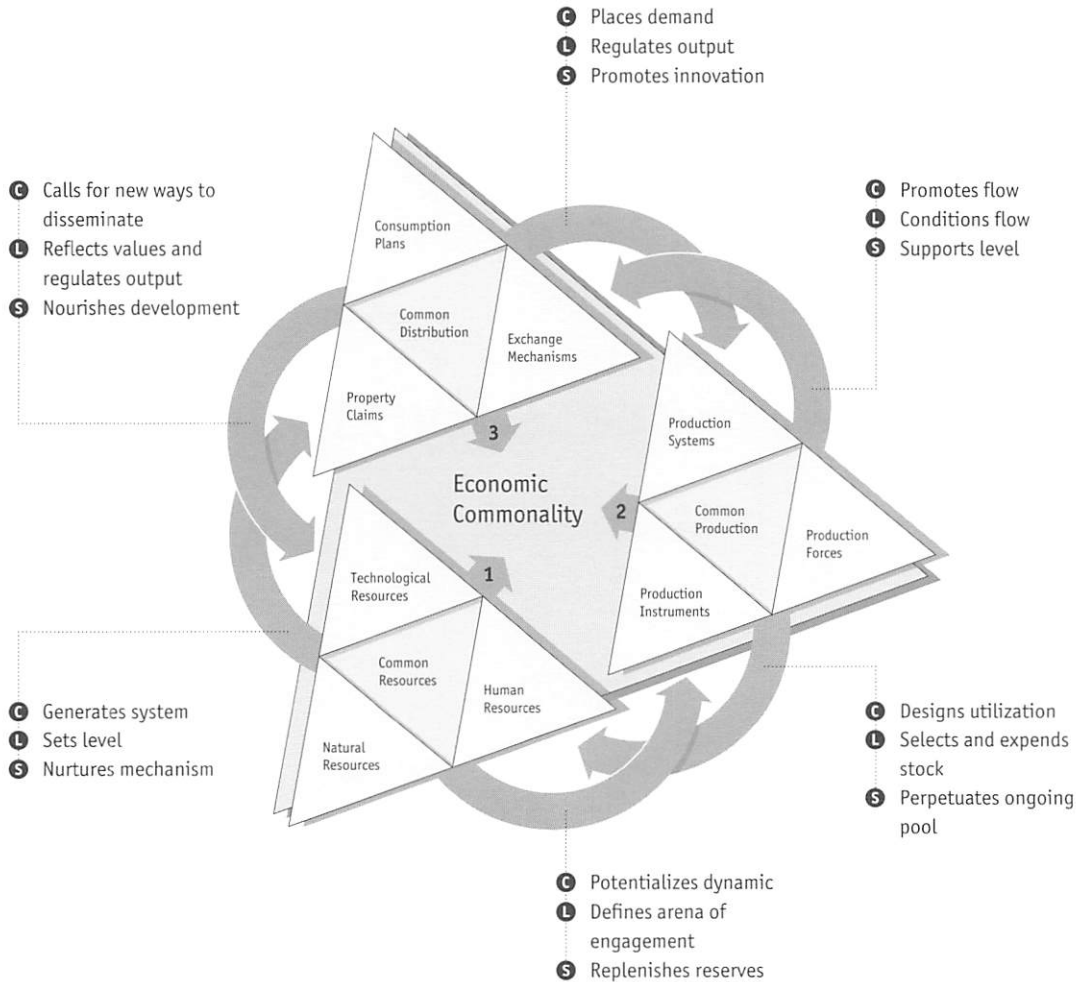 C Places demand
L Regulates output
S Promotes innovation
C Calls for new ways to
disseminate
L Reflects values and
regulates output
S Nourishes development
C Promotes flow
L Conditions flow
S Supports level
Consumption
Plans
Common
Distribution
Exchange
Mechanisms
Property
Claims
3
Production
Systems
Economic
Commonality
2
Common
Production
Production
Forces
Production
Instruments
1
Technological
Resources
Common
Resources
Human
Resources
Natural
Resources
C Generates system
L Sets level
S Nurtures mechanism
C Designs utilization
L Selects and expends
stock
S Perpetuates ongoing
pool
C Potentializes dynamic
L Defines arena of
engagement
S Replenishes reserves